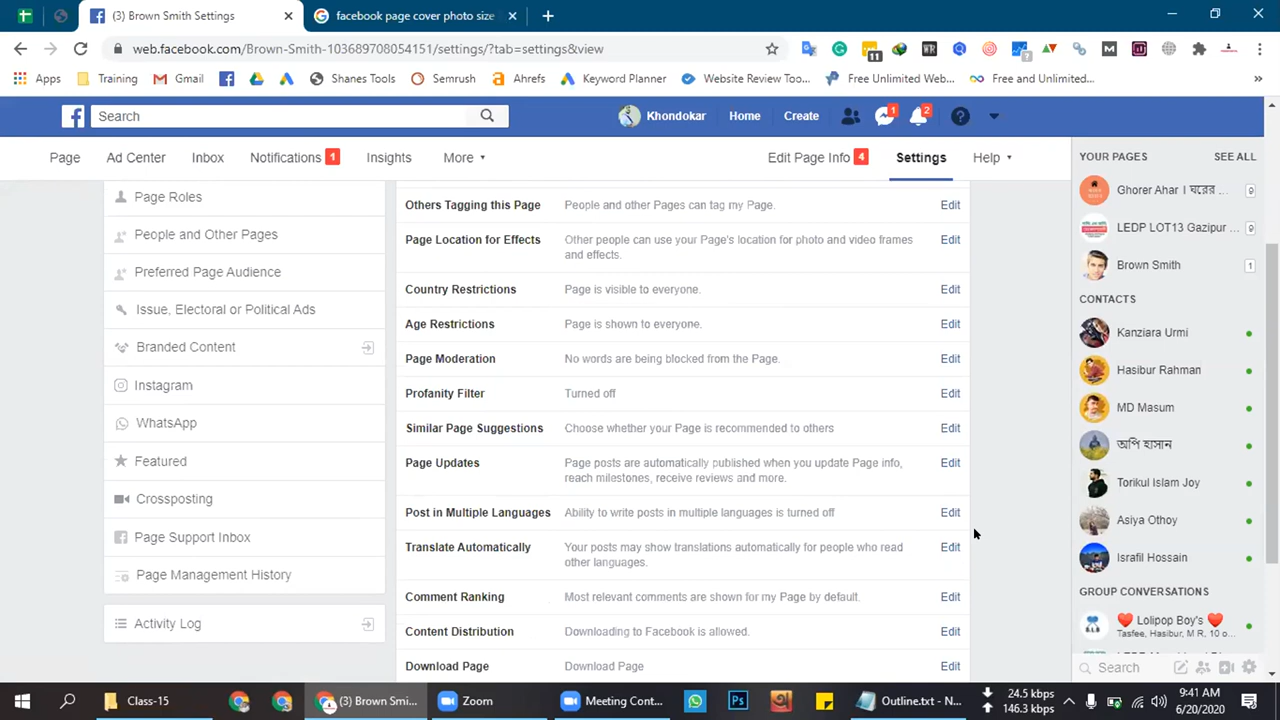 (3) Brown Smith Settings
facebook page cover photo size
web.facebook.com/Brown-Smith-103689708054151/settings/?tab=settings&view
11
?
Apps
Training
Gmail
Shanes Tools
Semrush
Ahrefs
Keyword Planner
Website Review Too...
Free Unlimited Web...
Free and Unlimited...
»
Search
Khondokar
Home
Create
1
2
Page
Ad Center
Inbox
Notifications 1
Insights
More
Edit Page Info 4
Settings
Help
Page Roles
People and Other Pages
Preferred Page Audience
Issue, Electoral or Political Ads
Branded Content
Instagram
WhatsApp
Featured
Crossposting
Page Support Inbox
Page Management History
Activity Log
Others Tagging this Page People and other Pages can tag my Page. Edit
Page Location for Effects Other people can use your Page's location for photo and video frames Edit
and effects.
Country Restrictions Page is visible to everyone. Edit
Age Restrictions Page is shown to everyone. Edit
Page Moderation No words are being blocked from the Page. Edit
Profanity Filter Turned off Edit
Similar Page Suggestions Choose whether your Page is recommended to others Edit
Page Updates Page posts are automatically published when you update Page info, Edit
reach milestones, receive reviews and more.
Post in Multiple Languages Ability to write posts in multiple languages is turned off Edit
Translate Automatically Your posts may show translations automatically for people who read Edit
other languages.
Comment Ranking Most relevant comments are shown for my Page by default. Edit
Content Distribution Downloading to Facebook is allowed. Edit
Download Page Download Page Edit
YOUR PAGES SEE ALL
Ghorer Ahar । ঘরের ... 9
LEDP LOT13 Gazipur ... 9
Brown Smith 1
CONTACTS
Kanziara Urmi
Hasibur Rahman
MD Masum
অপি হাসান
Torikul Islam Joy
Asiya Othoy
Israfil Hossain
GROUP CONVERSATIONS
Lolipop Boy's
Tasfee, Hasibur, M R, 10 o...
Search
Class-15
(3) Brown Smi...
Zoom
Meeting Cont...
Ps
Outline.txt - N...
24.5 kbps
146.3 kbps
9:41 AM
6/20/2020